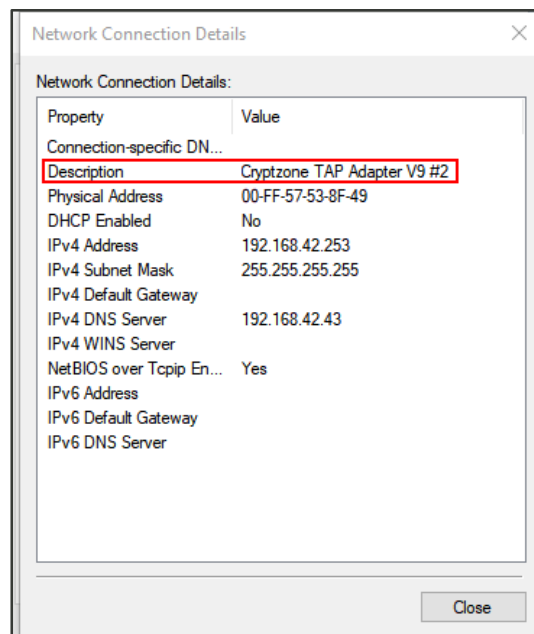 Network Connection Details
Network Connection Details:
Property Value
Connection-specific DN...
Description Cryptzone TAP Adapter V9 #2
Physical Address 00-FF-57-53-8F-49
DHCP Enabled No
IPv4 Address 192.168.42.253
IPv4 Subnet Mask 255.255.255.255
IPv4 Default Gateway
IPv4 DNS Server 192.168.42.43
IPv4 WINS Server
NetBIOS over Tcpip En... Yes
IPv6 Address
IPv6 Default Gateway
IPv6 DNS Server
Close